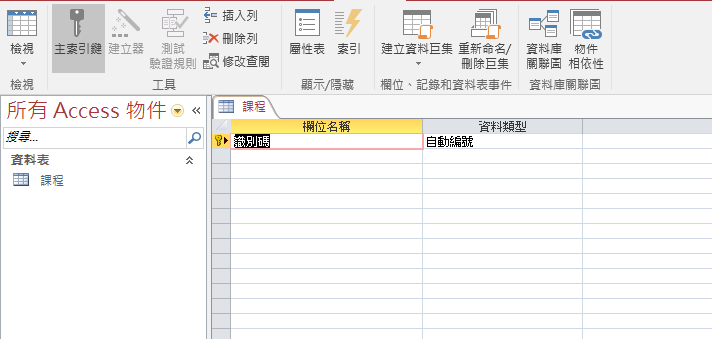 檢視
主索引鍵
建立器
測試
驗證規則
插入列
刪除列
修改查閱
屬性表
索引
建立資料巨集
重新命名/
刪除巨集
資料庫
關聯圖
物件
相依性
檢視
工具
顯示/隱藏
欄位、記錄和資料表事件
資料庫關聯圖
所有 Access 物件
搜尋...
資料表
課程
課程
欄位名稱
資料類型
識別碼
自動編號